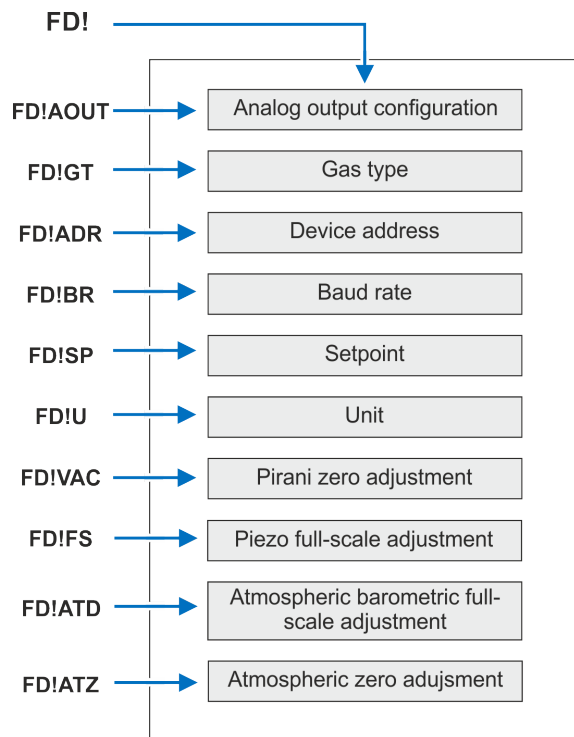 FD!
FD!AOUT
Analog output configuration
FD!GT
Gas type
FD!ADR
Device address
FD!BR
Baud rate
FD!SP
Setpoint
FD!U
Unit
FD!VAC
Pirani zero adjustment
FD!FS
Piezo full-scale adjustment
FD!ATD
Atmospheric barometric full-
scale adjustment
FD!ATZ
Atmospheric zero adujsment